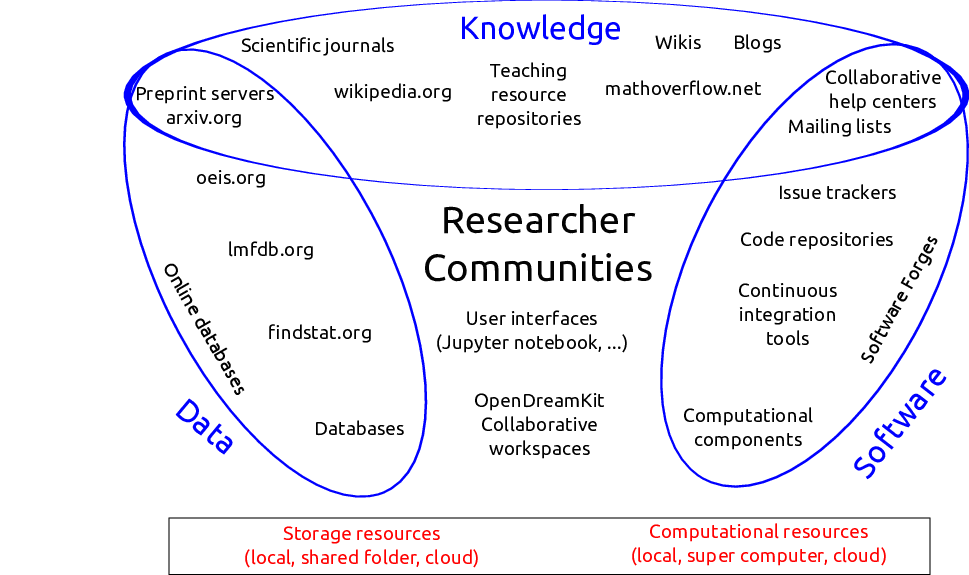 Knowledge
Scientific journals
Wikis
Blogs
Preprint servers
arxiv.org
wikipedia.org
Teaching
resource
repositories
mathoverflow.net
Collaborative
help centers
Mailing lists
oeis.org
lmfdb.org
findstat.org
Online databases
Databases
Data
Researcher
Communities
User interfaces
(Jupyter notebook, ...)
OpenDreamKit
Collaborative
workspaces
Issue trackers
Code repositories
Continuous
integration
tools
Software Forges
Computational
components
Software
Storage resources
(local, shared folder, cloud)
Computational resources
(local, super computer, cloud)